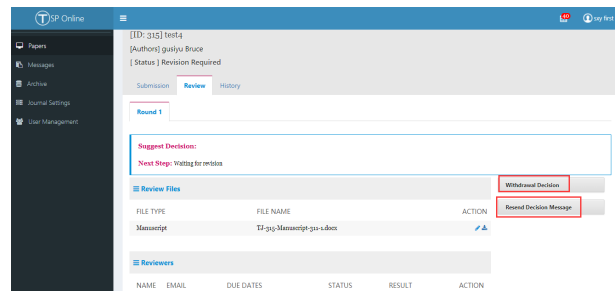 TSP Online
40
say first
Papers
Messages
Archive
Journal Settings
User Management
[ID: 315] test4
[Authors] gusiyu Bruce
[ Status ] Revision Required
Submission Review History
Round 1
Suggest Decision:
Next Step: Waiting for revision
Review Files
FILE TYPE FILE NAME ACTION
Manuscript TJ-315-Manuscript-311-1.docx
Withdrawal Decision
Resend Decision Message
Reviewers
NAME EMAIL DUE DATES STATUS RESULT ACTION